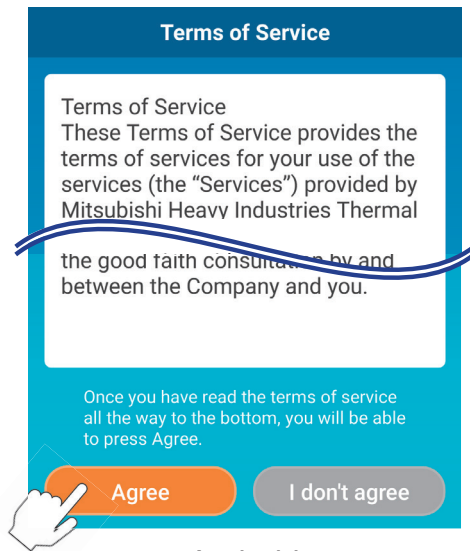 Terms of Service
Terms of Service
These Terms of Service provides the
terms of services for your use of the
services (the “Services”) provided by
Mitsubishi Heavy Industries Thermal
the good faith consultation by and
between the Company and you.
Once you have read the terms of service
all the way to the bottom, you will be able
to press Agree.
Agree
I don't agree